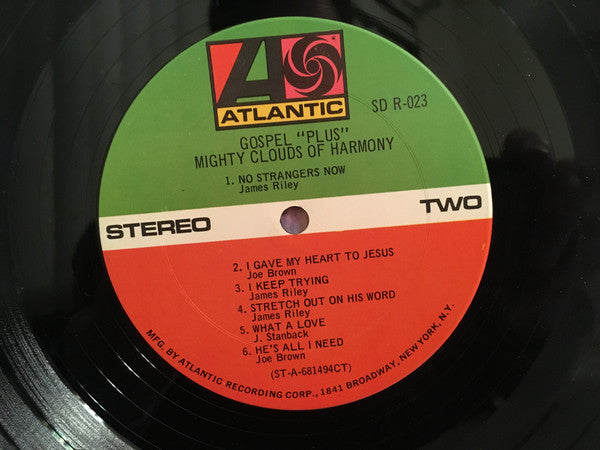 ATLANTIC
SD R-023
GOSPEL "PLUS"
MIGHTY CLOUDS OF HARMONY
1. NO STRANGERS NOW
James Riley
STEREO TWO
2. I GAVE MY HEART TO JESUS
Joe Brown
3. I KEEP TRYING
James Riley
4. STRETCH OUT ON HIS WORD
James Riley
5. WHAT A LOVE
J. Stanback
6. HE'S ALL I NEED
Joe Brown
(ST-A-681494CT)
MFG. BY ATLANTIC RECORDING CORP., 1841 BROADWAY, NEW YORK, N.Y.